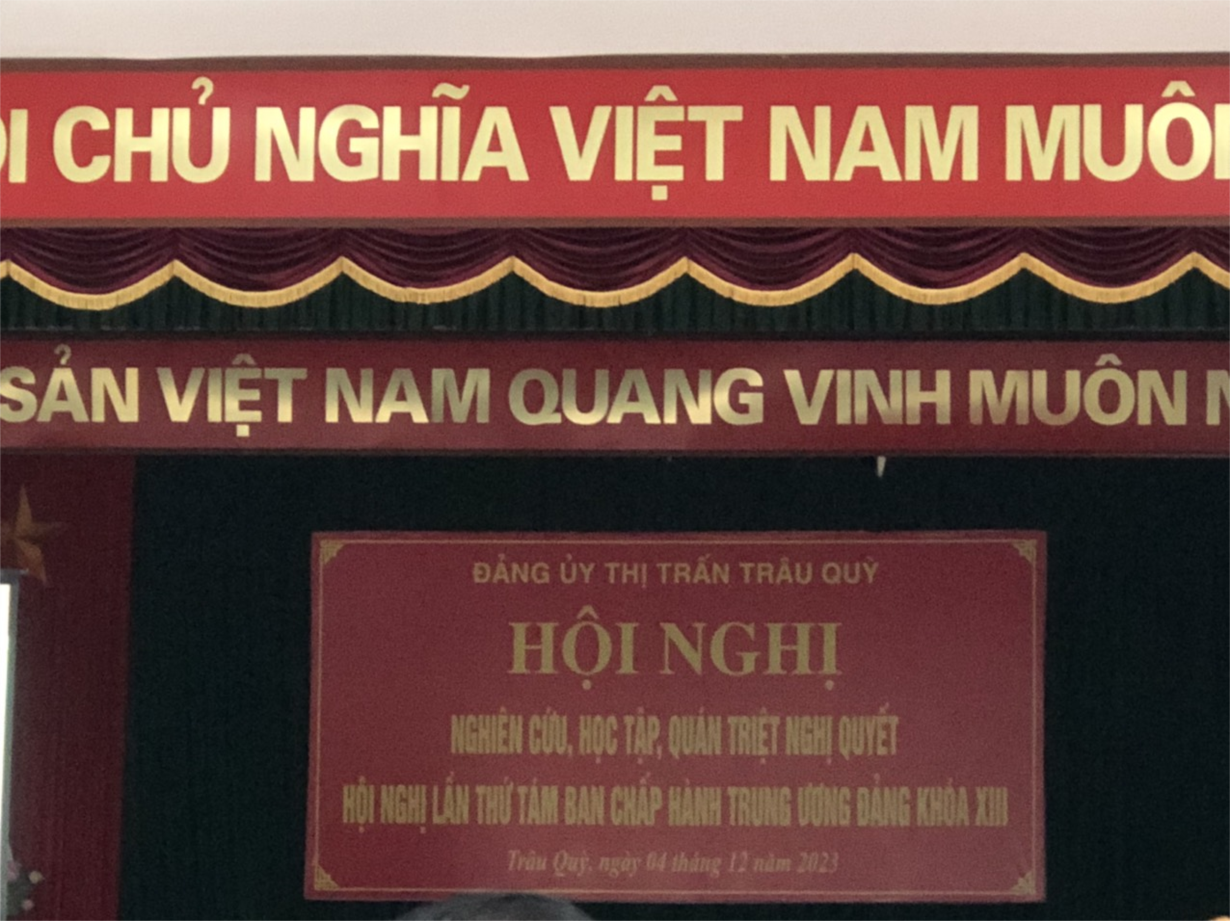 ỘI CHỦ NGHĨA VIỆT NAM MUÔN
SẢN VIỆT NAM QUANG VINH MUÔN N
ĐẢNG ỦY THỊ TRẤN TRÂU QUỲ
HỘI NGHỊ
NGHIÊN CỨU, HỌC TẬP, QUÁN TRIỆT NGHỊ QUYẾT
HỘI NGHỊ LẦN THỨ TÁM BAN CHẤP HÀNH TRUNG ƯƠNG ĐẢNG KHÓA XIII
Trâu Quỳ, ngày 04 tháng 12 năm 2023